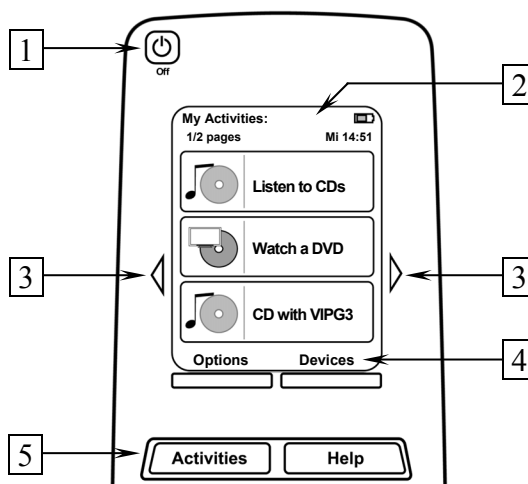 1
Off
2
My Activities:
1/2 pages Mi 14:51
Listen to CDs
Watch a DVD
3 3
CD with VIPG3
Options Devices
4
5
Activities Help